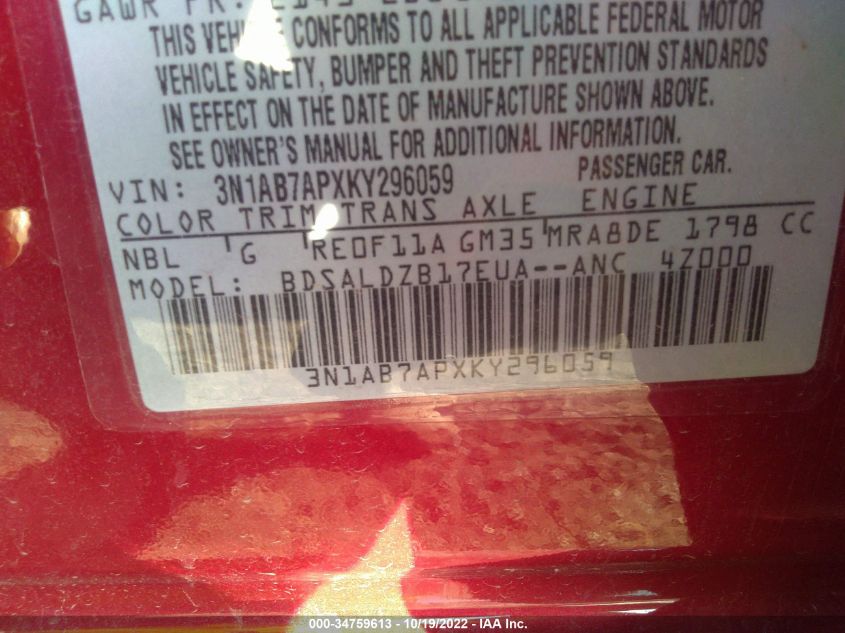 THIS VEHICLE CONFORMS TO ALL APPLICABLE FEDERAL MOTOR
VEHICLE SAFETY, BUMPER AND THEFT PREVENTION STANDARDS
IN EFFECT ON THE DATE OF MANUFACTURE SHOWN ABOVE.
SEE OWNER'S MANUAL FOR ADDITIONAL INFORMATION.
VIN: 3N1AB7APXKY296059 PASSENGER CAR.
COLOR TRIM TRANS AXLE ENGINE
NBL G RE0F11A GM35 MRA8DE 1798 CC
MODEL: BDSALDZB17EUA--ANC 4Z000
3N1AB7APXKY296059
000-34759613 - 10/19/2022 - IAA Inc.